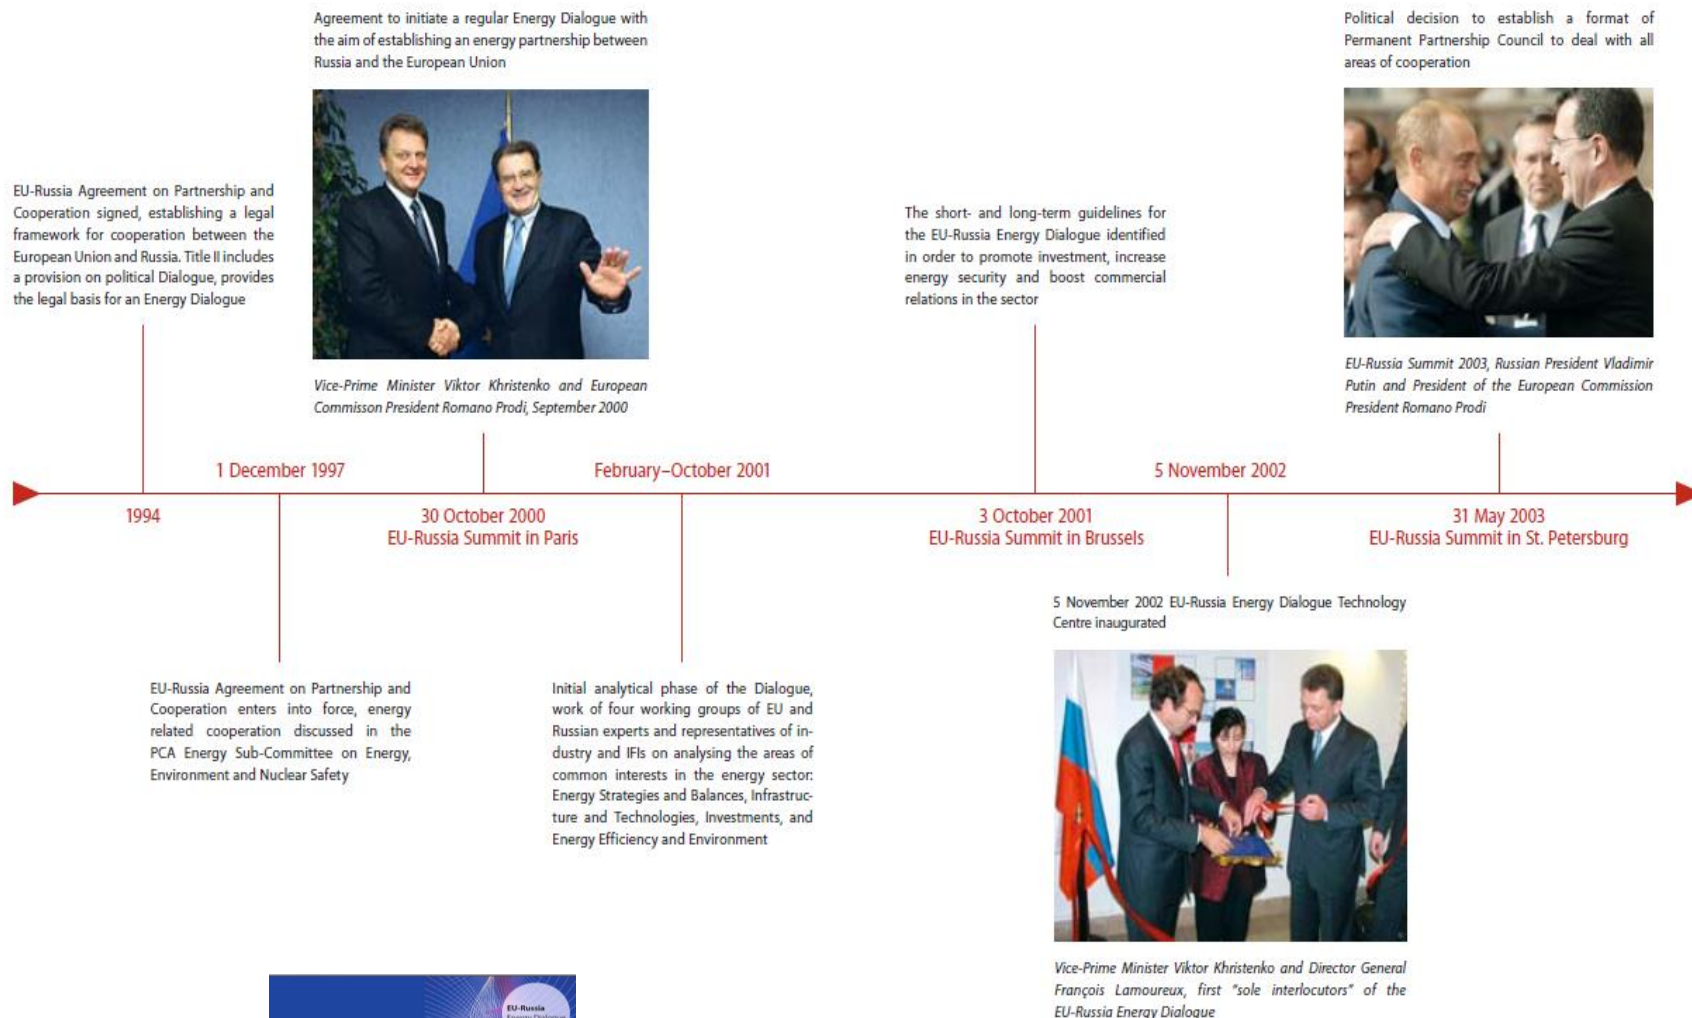 Agreement to initiate a regular Energy Dialogue with
the aim of establishing an energy partnership between
Russia and the European Union
Political decision to establish a format of
Permanent Partnership Council to deal with all
areas of cooperation
EU-Russia Agreement on Partnership and
Cooperation signed, establishing a legal
framework for cooperation between the
European Union and Russia. Title II includes
a provision on political Dialogue, provides
the legal basis for an Energy Dialogue
The short- and long-term guidelines for
the EU-Russia Energy Dialogue identified
in order to promote investment, increase
energy security and boost commercial
relations in the sector
Vice-Prime Minister Viktor Khristenko and European
Commisson President Romano Prodi, September 2000
EU-Russia Summit 2003, Russian President Vladimir
Putin and President of the European Commission
President Romano Prodi
1 December 1997
February–October 2001
5 November 2002
1994
30 October 2000
EU-Russia Summit in Paris
3 October 2001
EU-Russia Summit in Brussels
31 May 2003
EU-Russia Summit in St. Petersburg
EU-Russia Agreement on Partnership and
Cooperation enters into force, energy
related cooperation discussed in the
PCA Energy Sub-Committee on Energy,
Environment and Nuclear Safety
Initial analytical phase of the Dialogue,
work of four working groups of EU and
Russian experts and representatives of in-
dustry and IFIs on analysing the areas of
common interests in the energy sector:
Energy Strategies and Balances, Infrastruc-
ture and Technologies, Investments, and
Energy Efficiency and Environment
5 November 2002 EU-Russia Energy Dialogue Technology
Centre inaugurated
Vice-Prime Minister Viktor Khristenko and Director General
François Lamoureux, first "sole interlocutors" of the
EU-Russia Energy Dialogue
EU-Russia
Energy Dialogue